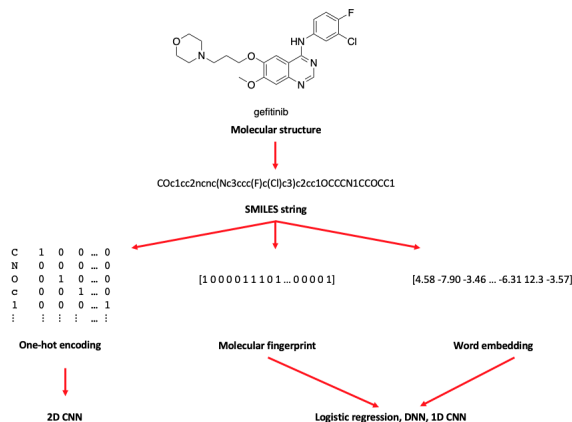 F
HN
Cl
O
N
O
N
O
N
gefitinib
Molecular structure
COc1cc2ncnc(Nc3ccc(F)c(Cl)c3)c2cc1OCCCN1CCOCC1
SMILES string
C 1 0 0 ... 0
N 0 0 0 ... 0
O 0 1 0 ... 0
c 0 0 1 ... 0
1 0 0 0 ... 1
⋮ ⋮ ⋮ ⋮ ... ⋮
[1 0 0 0 0 1 1 1 0 1 ... 0 0 0 0 1]
[4.58 -7.90 -3.46 ... -6.31 12.3 -3.57]
One-hot encoding
Molecular fingerprint
Word embedding
2D CNN
Logistic regression, DNN, 1D CNN